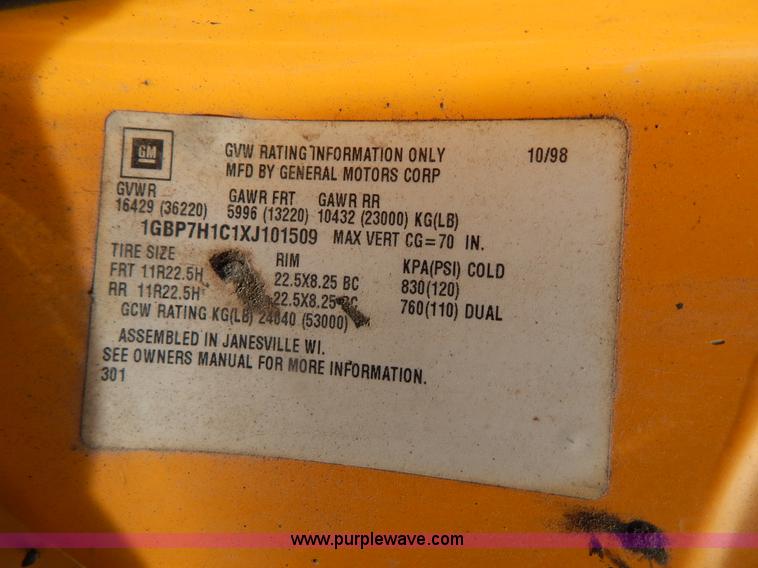 GM
GVW RATING INFORMATION ONLY 10/98
MFD BY GENERAL MOTORS CORP
GVWR GAWR FRT GAWR RR
16429 (36220) 5996 (13220) 10432 (23000) KG(LB)
1GBP7H1C1XJ101509 MAX VERT CG=70 IN.
TIRE SIZE RIM KPA(PSI) COLD
FRT 11R22.5H 22.5X8.25 BC 830(120)
RR 11R22.5H 22.5X8.25 BC 760(110) DUAL
GCW RATING KG(LB) 24040 (53000)
ASSEMBLED IN JANESVILLE WI.
SEE OWNERS MANUAL FOR MORE INFORMATION.
301
www.purplewave.com